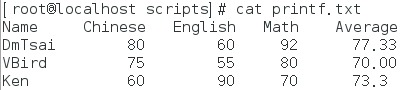 [root@localhost scripts]# cat printf.txt
Name Chinese English Math Average
DmTsai 80 60 92 77.33
VBird 75 55 80 70.00
Ken 60 90 70 73.3